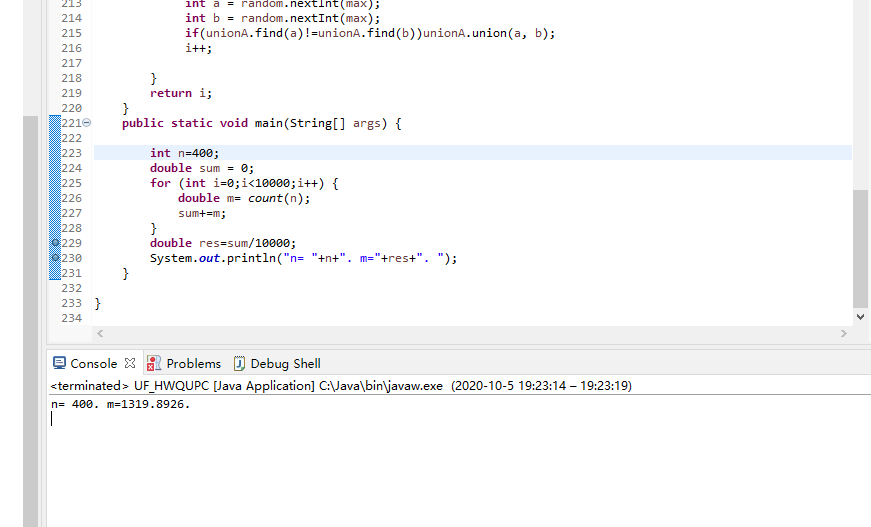 213 int a = random.nextInt(max);
214 int b = random.nextInt(max);
215 if(unionA.find(a)!=unionA.find(b))unionA.union(a, b);
216 i++;
217
218 }
219 return i;
220 }
221 public static void main(String[] args) {
222
223 int n=400;
224 double sum = 0;
225 for (int i=0;i<10000;i++) {
226 double m= count(n);
227 sum+=m;
228 }
229 double res=sum/10000;
230 System.out.println("n= "+n+". m="+res+". ");
231 }
232
233 }
234
Console Problems Debug Shell
<terminated> UF_HWQUPC [Java Application] C:\Java\bin\javaw.exe (2020-10-5 19:23:14 – 19:23:19)
n= 400. m=1319.8926.